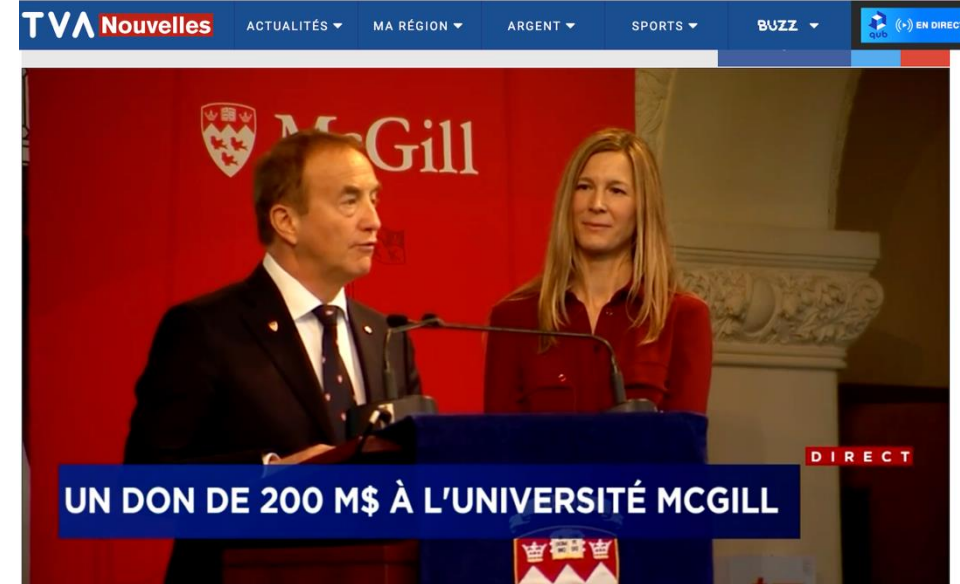 TVA Nouvelles ACTUALITÉS MA RÉGION ARGENT SPORTS BUZZ qub EN DIRECT
McGill
DIRECT
UN DON DE 200 M$ À L'UNIVERSITÉ MCGILL